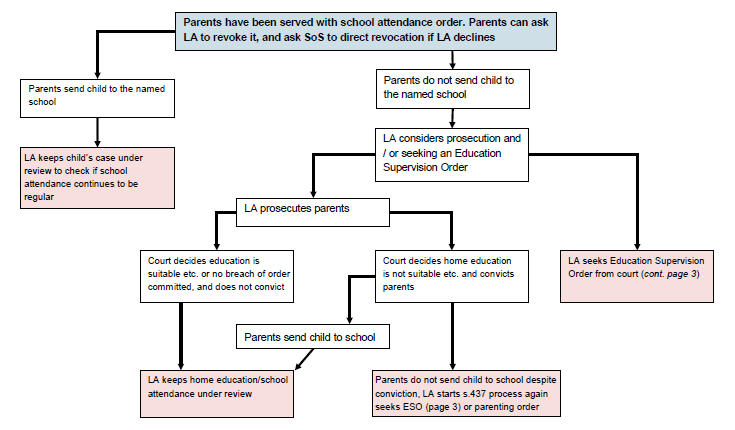 Parents have been served with school attendance order. Parents can ask
LA to revoke it, and ask SoS to direct revocation if LA declines
Parents send child to the named
school
Parents do not send child to
the named school
LA keeps child's case under
review to check if school
attendance continues to be
regular
LA considers prosecution and
/ or seeking an Education
Supervision Order
LA prosecutes parents
Court decides education is
suitable etc. or no breach of order
committed, and does not convict
Court decides home education
is not suitable etc. and convicts
parents
LA seeks Education Supervision
Order from court (cont. page 3)
Parents send child to school
LA keeps home education/school
attendance under review
Parents do not send child to school despite
conviction, LA starts s.437 process again
seeks ESO (page 3) or parenting order